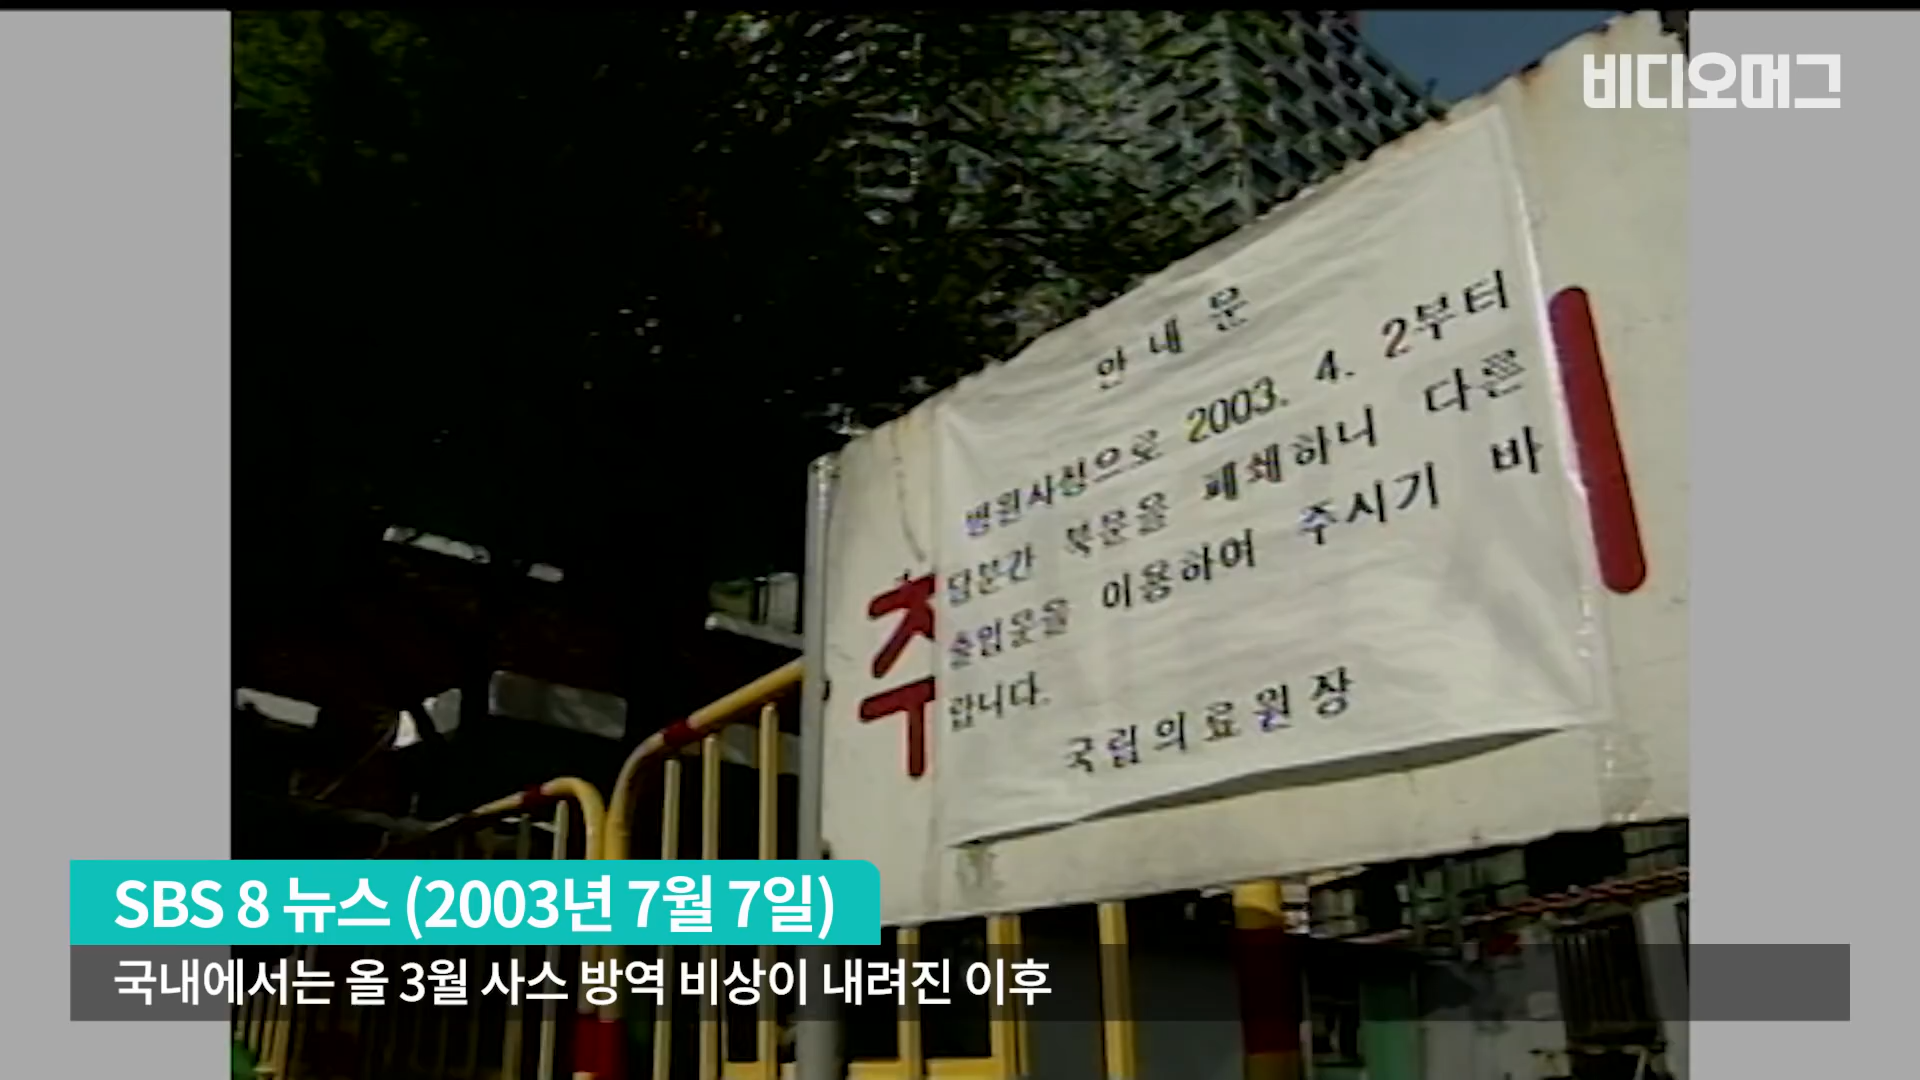 비디오머그
안 내 문
병원사정으로 2003. 4. 2부터
당분간 북문을 폐쇄하니 다른
출입문을 이용하여 주시기 바
랍니다.
국립의료원장
주
SBS 8 뉴스 (2003년 7월 7일)
국내에서는 올 3월 사스 방역 비상이 내려진 이후